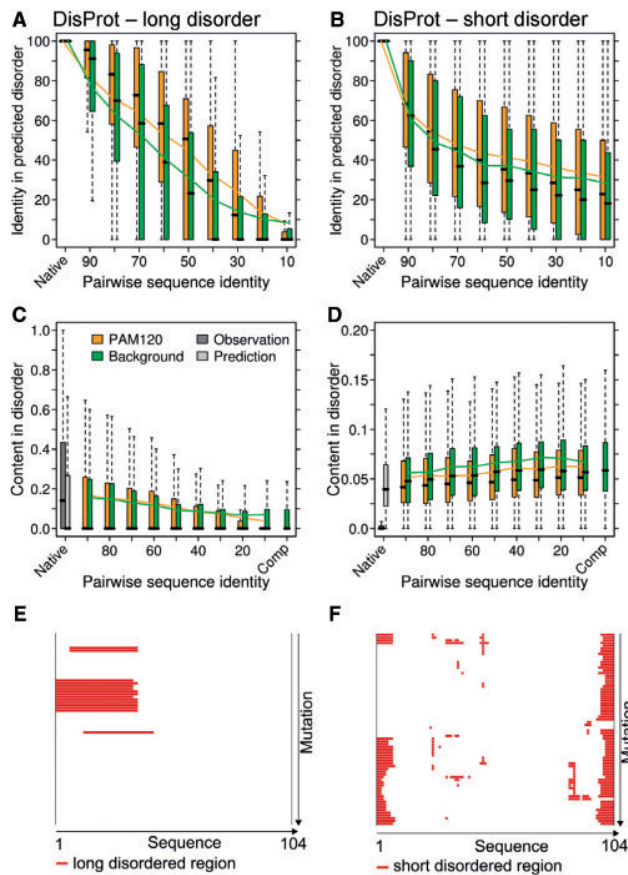 A DisProt – long disorder
B DisProt – short disorder
Identity in predicted disorder
100
80
60
40
20
0
Native 90 70 50 30 10
Pairwise sequence identity
Identity in predicted disorder
100
80
60
40
20
0
Native 90 70 50 30 10
Pairwise sequence identity
C
PAM120
Background
Observation
Prediction
Content in disorder
1.0
0.8
0.6
0.4
0.2
0.0
Native 80 60 40 20 Comp
Pairwise sequence identity
D
Content in disorder
0.20
0.15
0.10
0.05
0.00
Native 80 60 40 20 Comp
Pairwise sequence identity
E
Mutation
1 Sequence 104
long disordered region
F
Mutation
1 Sequence 104
short disordered region